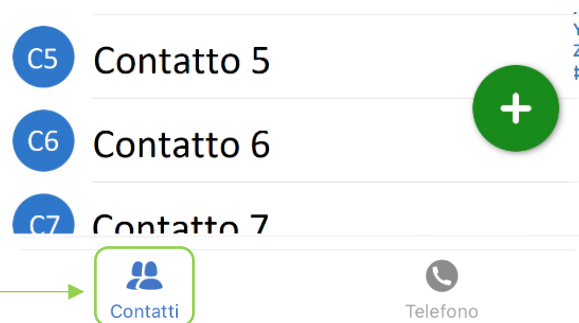 Y
Z
C5 Contatto 5
C6 Contatto 6
C7 Contatto 7
Contatti Telefono